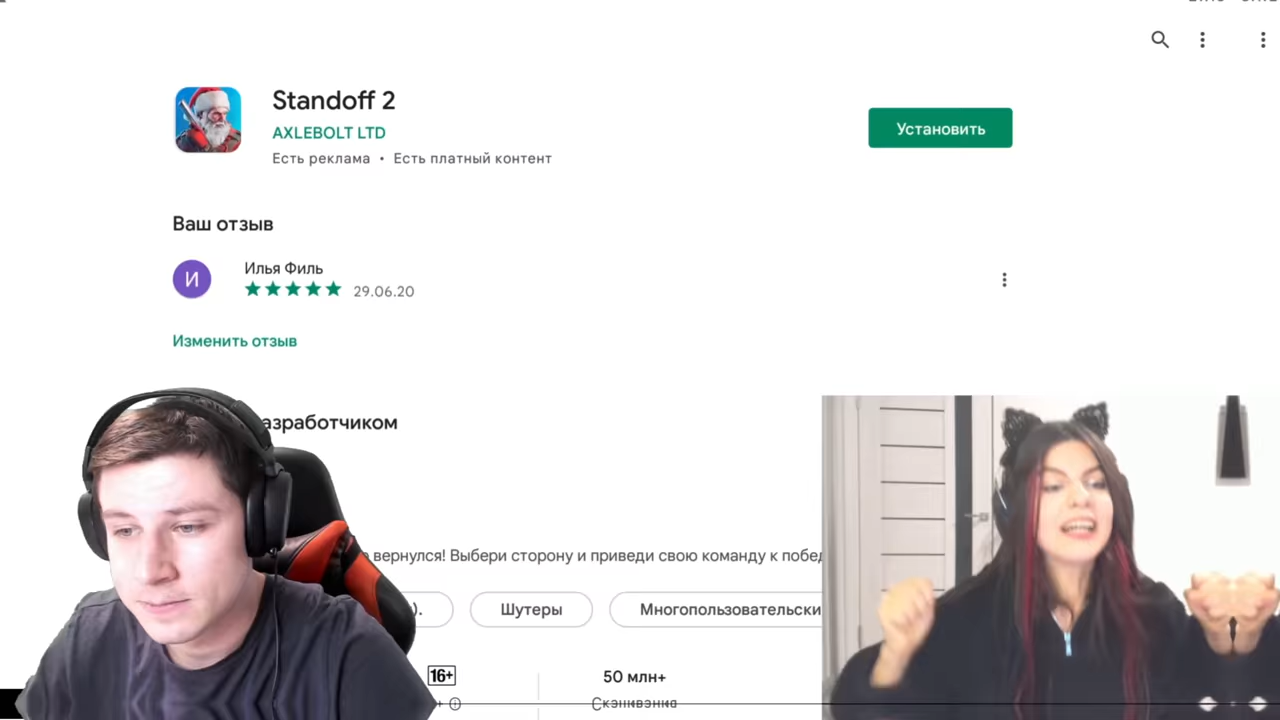 Standoff 2
AXLEBOLT LTD
Есть реклама • Есть платный контент
Установить
Ваш отзыв
И
Илья Филь
29.06.20
Изменить отзыв
азработчиком
вернулся! Выбери сторону и приведи свою команду к побед
).
Шутеры
Многопользовательски
16+
50 млн+
Скачивания